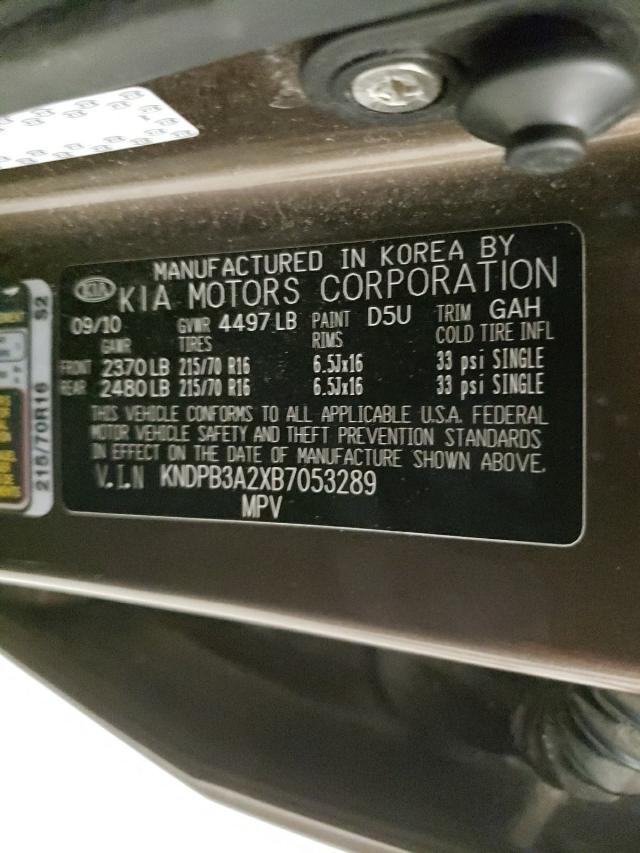 MANUFACTURED IN KOREA BY
KIA KIA MOTORS CORPORATION
09/10 GVWR 4497 LB PAINT D5U TRIM GAH
GAWR TIRES RIMS COLD TIRE INFL
FRONT 2370 LB 215/70 R16 6.5Jx16 33 psi SINGLE
REAR 2480 LB 215/70 R16 6.5Jx16 33 psi SINGLE
THIS VEHICLE CONFORMS TO ALL APPLICABLE U.S.A. FEDERAL
MOTOR VEHICLE SAFETY AND THEFT PREVENTION STANDARDS
IN EFFECT ON THE DATE OF MANUFACTURE SHOWN ABOVE.
V.I.N KNDPB3A2XB7053289
MPV
215/70R16 S2